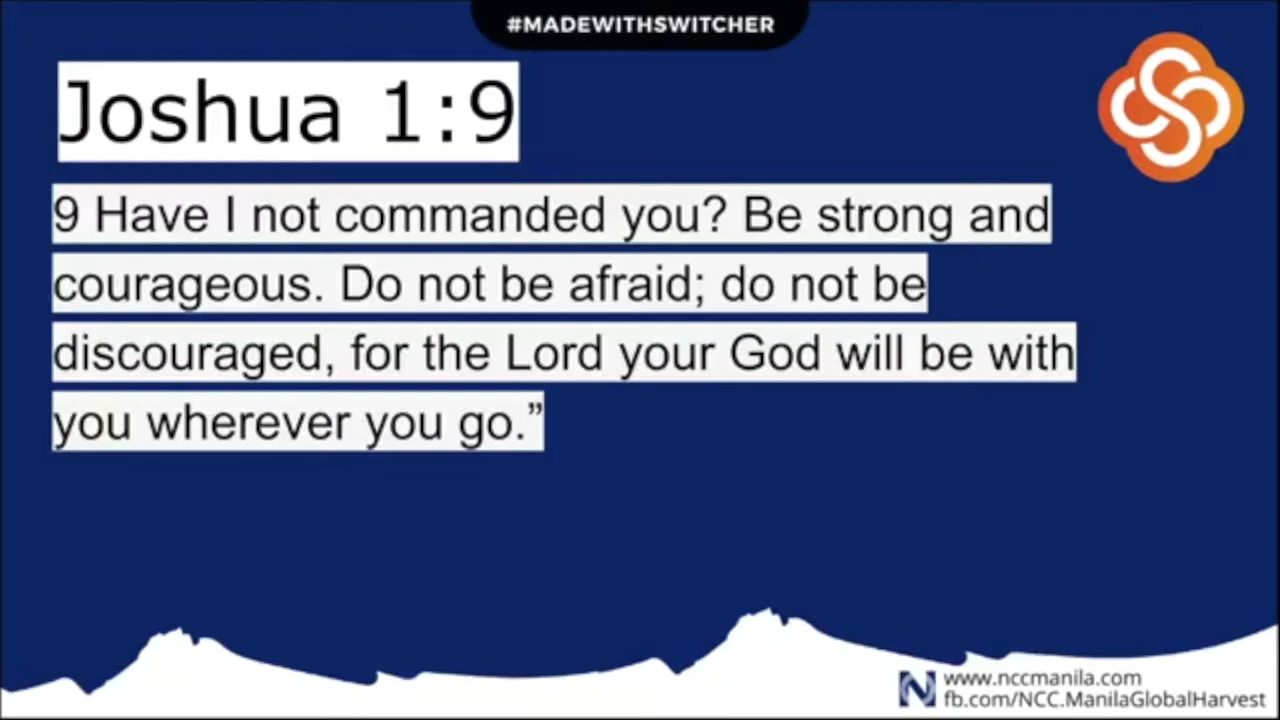 #MADEWITHSWITCHER
Joshua 1:9
9 Have I not commanded you? Be strong and
courageous. Do not be afraid; do not be
discouraged, for the Lord your God will be with
you wherever you go.”
www.nccmanila.com
fb.com/NCC.ManilaGlobalHarvest